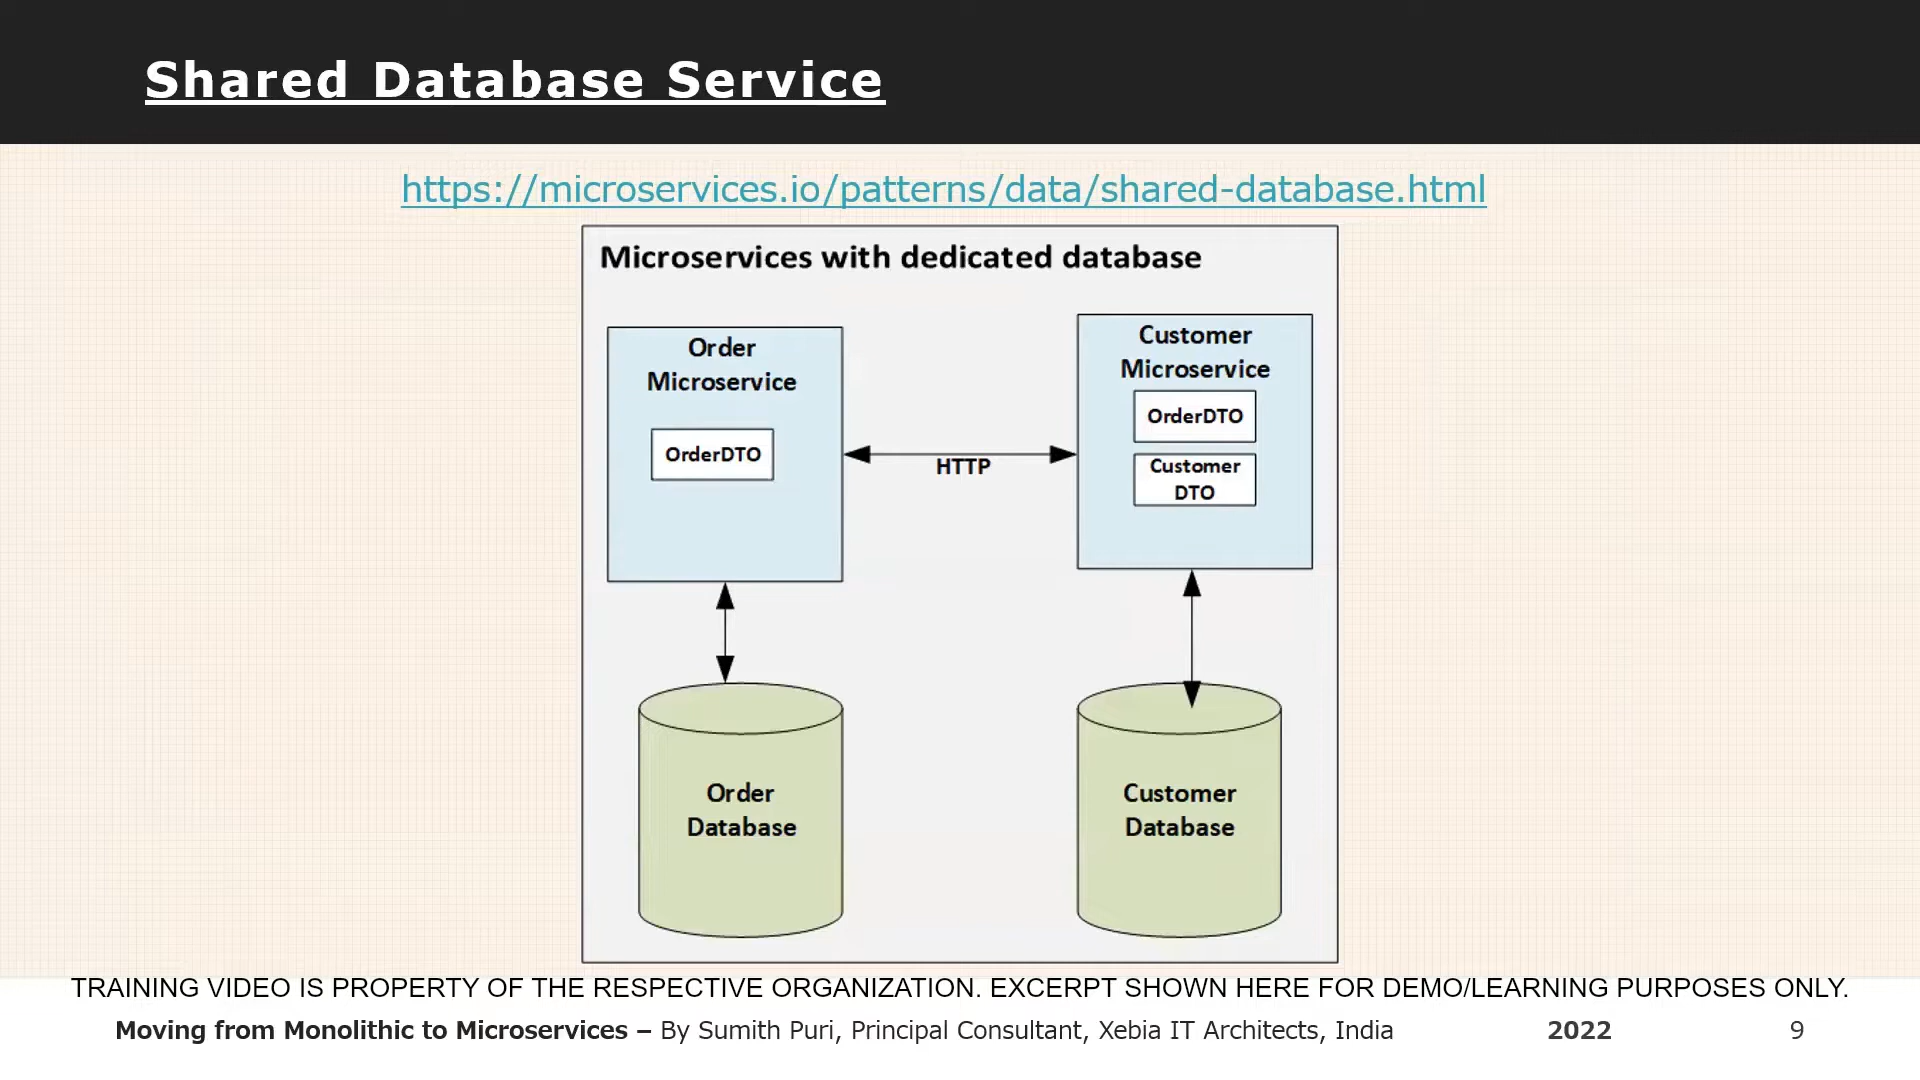 Shared Database Service
https://microservices.io/patterns/data/shared-database.html
Microservices with dedicated database
Order
Microservice
OrderDTO
HTTP
Customer
Microservice
OrderDTO
Customer
DTO
Order
Database
Customer
Database
TRAINING VIDEO IS PROPERTY OF THE RESPECTIVE ORGANIZATION. EXCERPT SHOWN HERE FOR DEMO/LEARNING PURPOSES ONLY.
Moving from Monolithic to Microservices – By Sumith Puri, Principal Consultant, Xebia IT Architects, India 2022 9